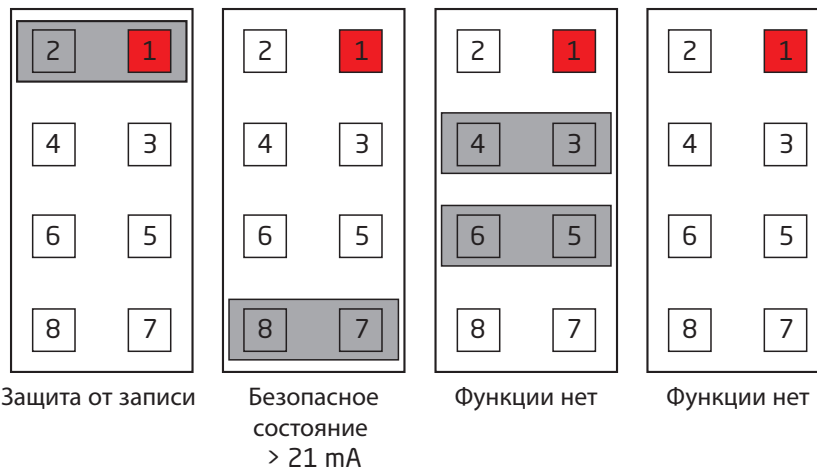 2 1 2 1 2 1 2 1
4 3 4 3 4 3 4 3
6 5 6 5 6 5 6 5
8 7 8 7 8 7 8 7
Защита от записи
Безопасное
состояние
> 21 mA
Функции нет
Функции нет